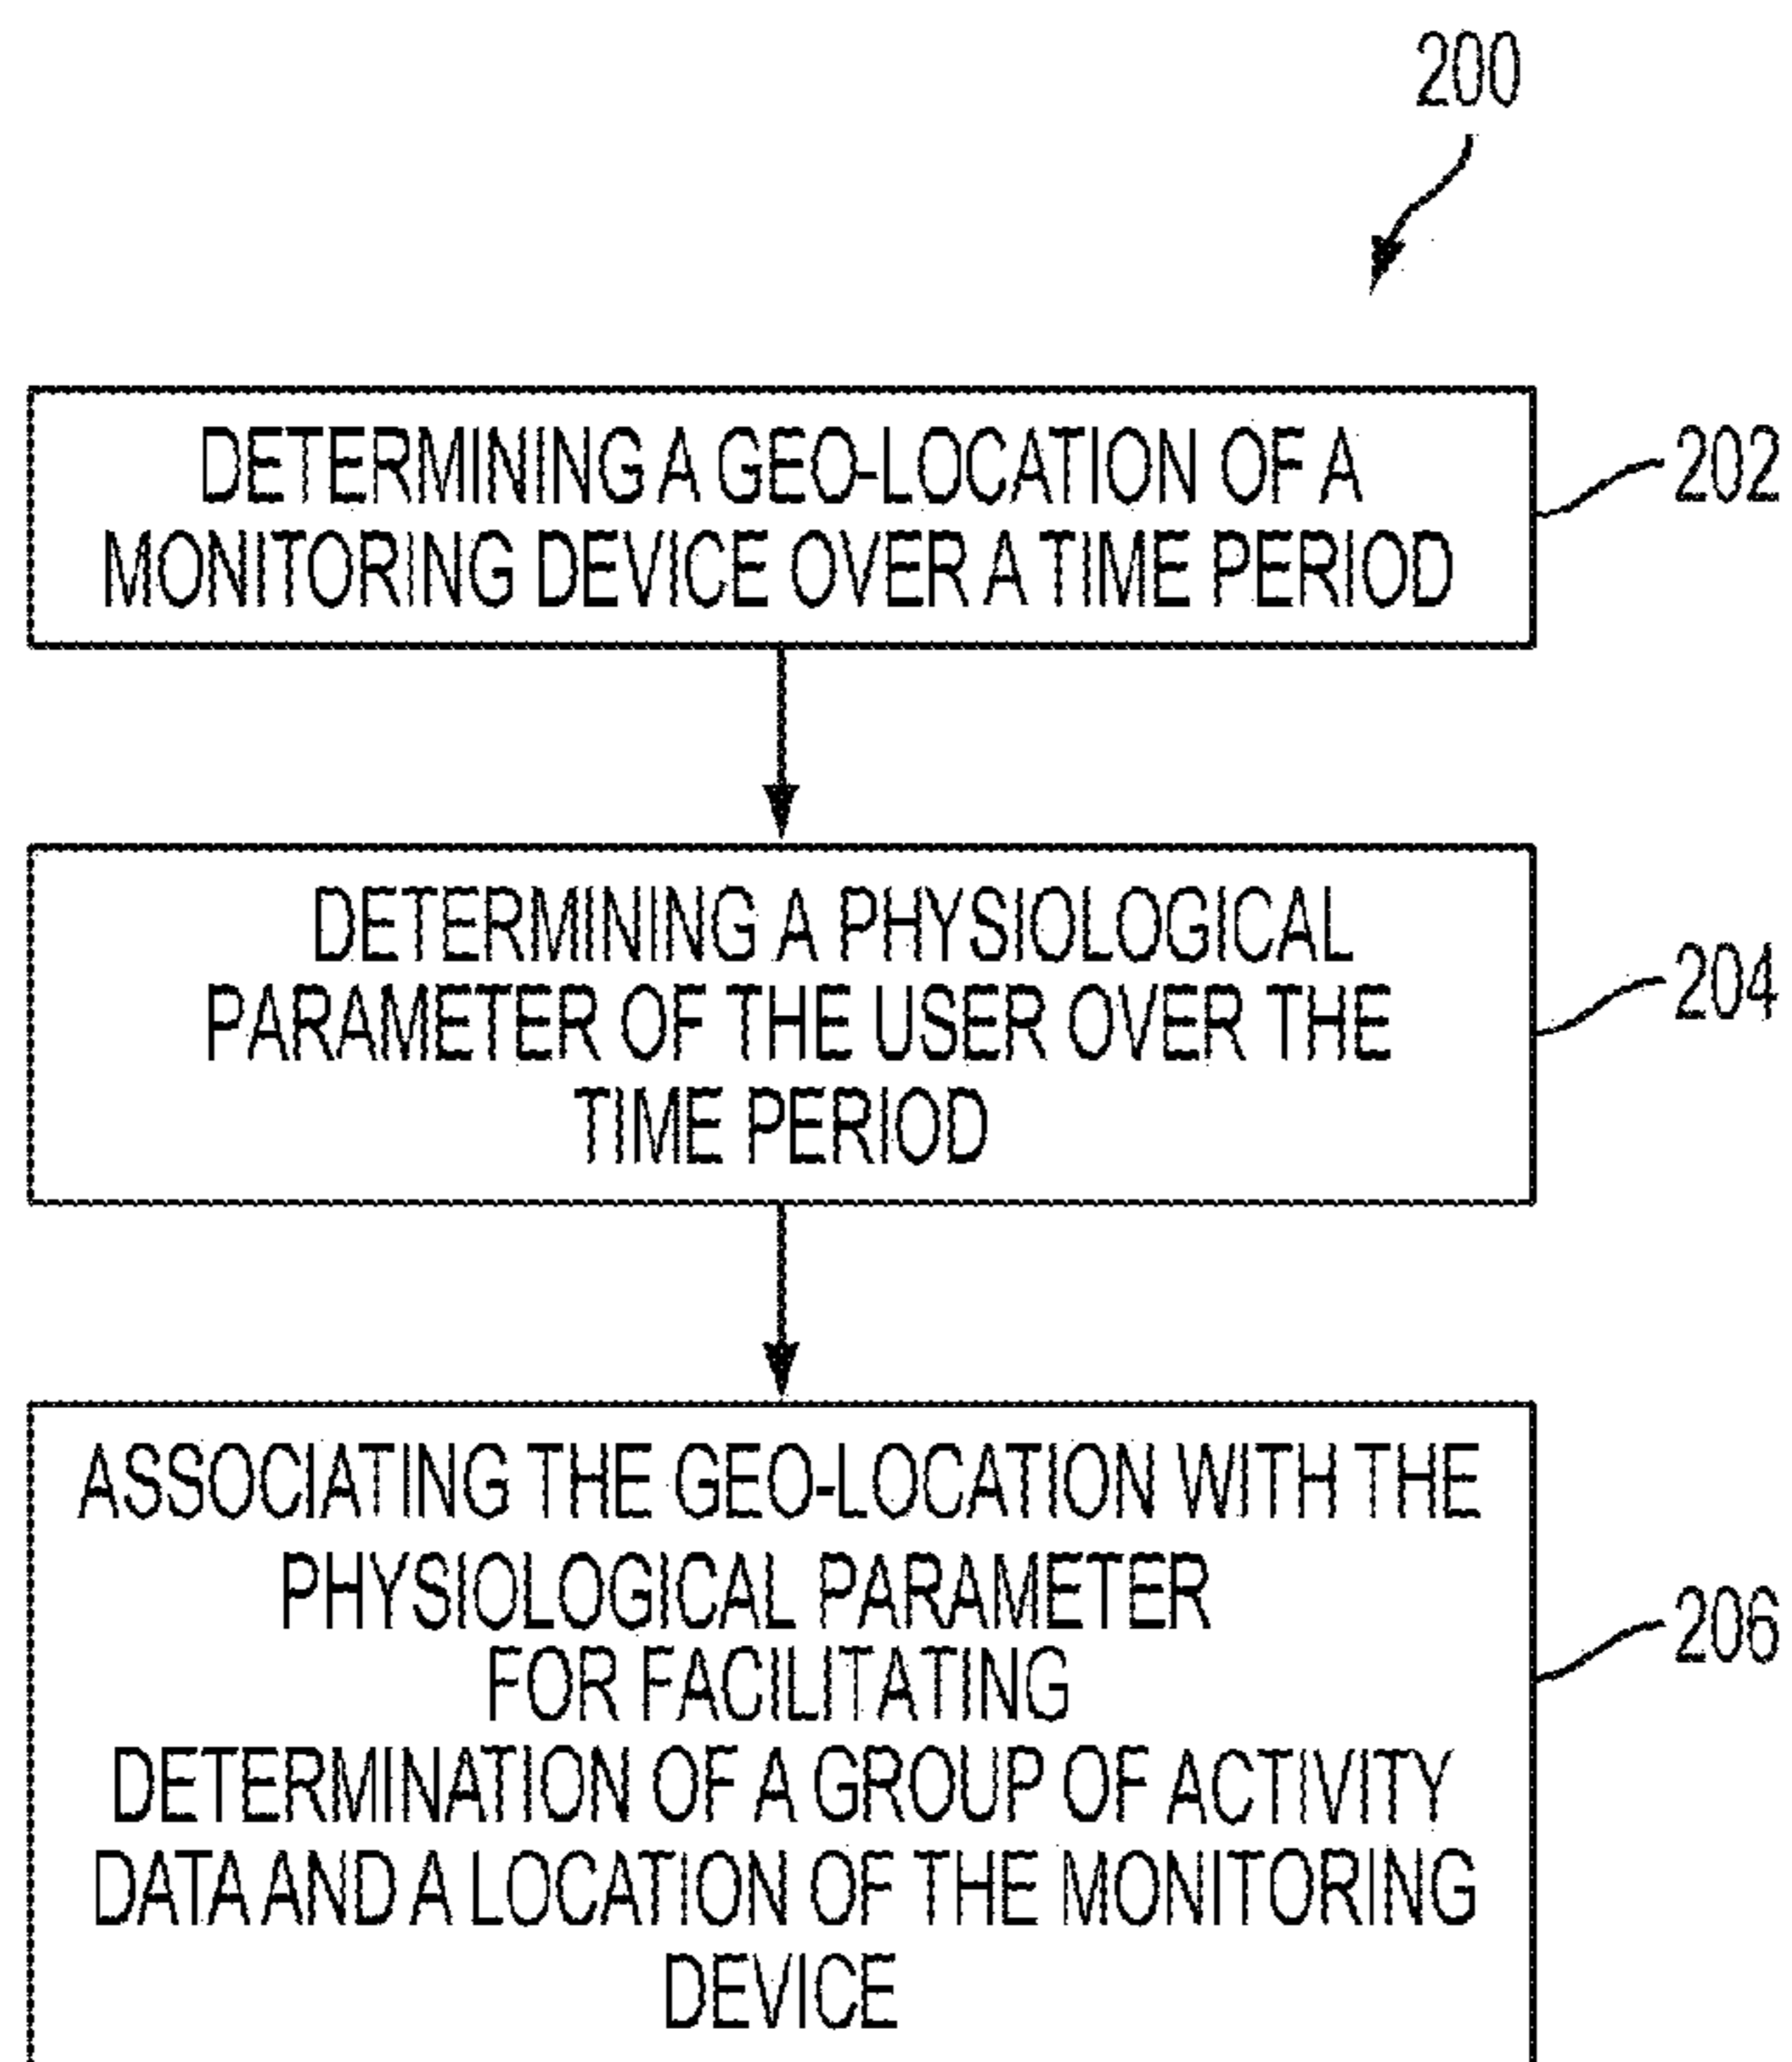 200
DETERMINING A GEO-LOCATION OF A
MONITORING DEVICE OVER A TIME PERIOD
202
DETERMINING A PHYSIOLOGICAL
PARAMETER OF THE USER OVER THE
TIME PERIOD
204
ASSOCIATING THE GEO-LOCATION WITH THE
PHYSIOLOGICAL PARAMETER
FOR FACILITATING
DETERMINATION OF A GROUP OF ACTIVITY
DATA AND A LOCATION OF THE MONITORING
DEVICE
206